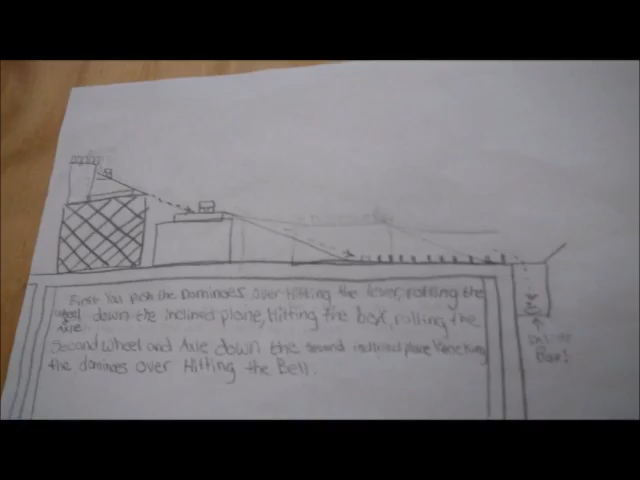 First You push the Dominoes over Hitting the lever, rolling the
wheel down the inclined plane, Hitting the box, rolling the
Axle
Second wheel and Axle down the second inclined plane Knocking
the dominoes over Hitting the Bell.